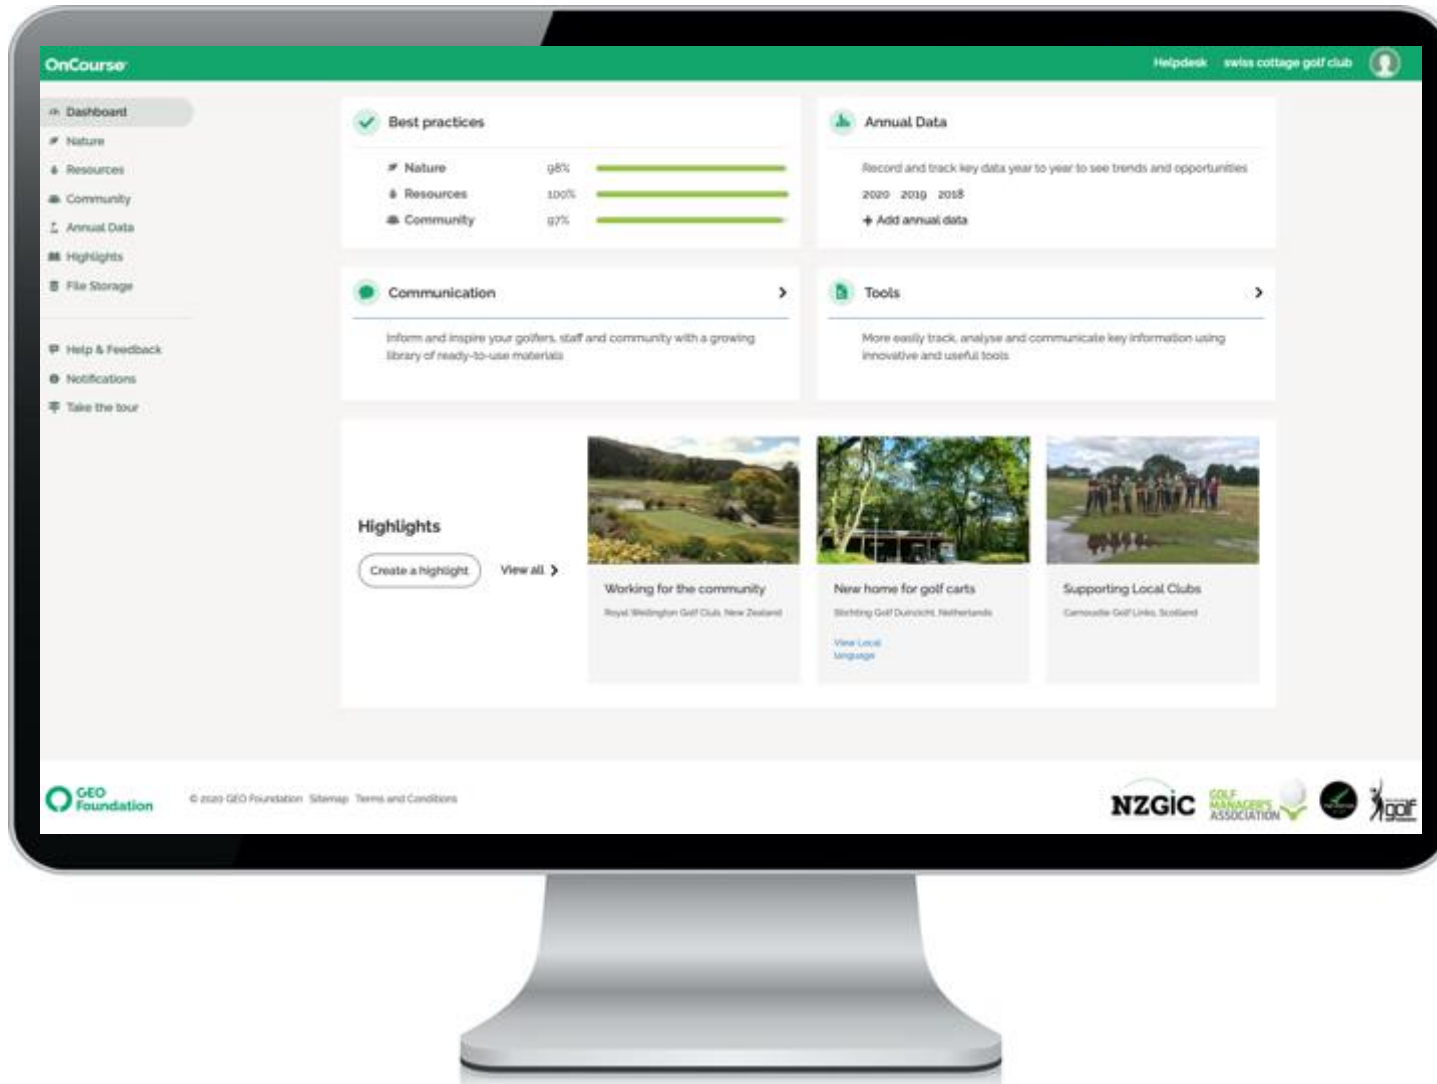 OnCourse
Helpdesk swiss cottage golf club
Dashboard
Nature
Resources
Community
Annual Data
Highlights
File Storage
Help & Feedback
Notifications
Take the tour
Best practices
Nature 98%
Resources 100%
Community 97%
Annual Data
Record and track key data year to year to see trends and opportunities
2020 2019 2018
+ Add annual data
Communication
Inform and inspire your golfers, staff and community with a growing
library of ready-to-use materials
Tools
More easily track, analyse and communicate key information using
innovative and useful tools
Highlights
Create a highlight
View all
Working for the community
Royal Wellington Golf Club, New Zealand
New home for golf carts
Stichting Golf Duinzicht, Netherlands
View Local
language
Supporting Local Clubs
Carnoustie Golf Links, Scotland
GEO
Foundation
© 2020 GEO Foundation Sitemap Terms and Conditions
NZGIC
GOLF
MANAGER'S
ASSOCIATION
golf